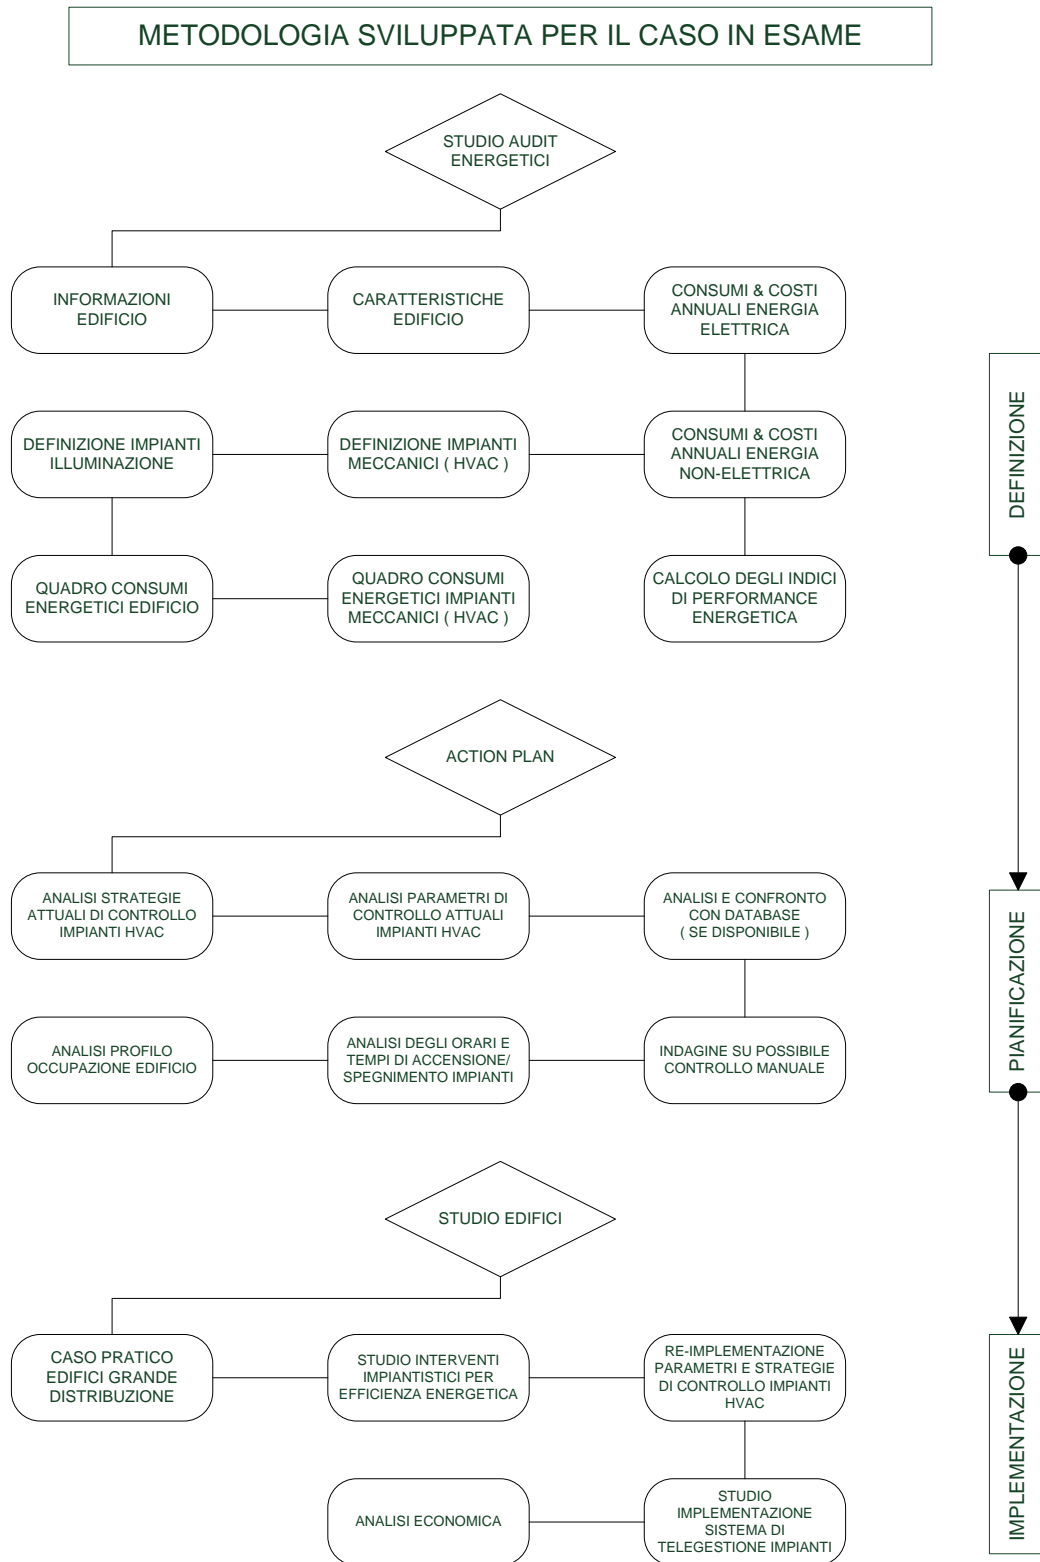 METODOLOGIA SVILUPPATA PER IL CASO IN ESAME
STUDIO AUDIT
ENERGETICI
INFORMAZIONI
EDIFICIO
CARATTERISTICHE
EDIFICIO
CONSUMI & COSTI
ANNUALI ENERGIA
ELETTRICA
DEFINIZIONE IMPIANTI
ILLUMINAZIONE
DEFINIZIONE IMPIANTI
MECCANICI ( HVAC )
CONSUMI & COSTI
ANNUALI ENERGIA
NON-ELETTRICA
QUADRO CONSUMI
ENERGETICI EDIFICIO
QUADRO CONSUMI
ENERGETICI IMPIANTI
MECCANICI ( HVAC )
CALCOLO DEGLI INDICI
DI PERFORMANCE
ENERGETICA
DEFINIZIONE
ACTION PLAN
ANALISI STRATEGIE
ATTUALI DI CONTROLLO
IMPIANTI HVAC
ANALISI PARAMETRI DI
CONTROLLO ATTUALI
IMPIANTI HVAC
ANALISI E CONFRONTO
CON DATABASE
( SE DISPONIBILE )
ANALISI PROFILO
OCCUPAZIONE EDIFICIO
ANALISI DEGLI ORARI E
TEMPI DI ACCENSIONE/
SPEGNIMENTO IMPIANTI
INDAGINE SU POSSIBILE
CONTROLLO MANUALE
PIANIFICAZIONE
STUDIO EDIFICI
CASO PRATICO
EDIFICI GRANDE
DISTRIBUZIONE
STUDIO INTERVENTI
IMPIANTISTICI PER
EFFICIENZA ENERGETICA
RE-IMPLEMENTAZIONE
PARAMETRI E STRATEGIE
DI CONTROLLO IMPIANTI
HVAC
ANALISI ECONOMICA
STUDIO
IMPLEMENTAZIONE
SISTEMA DI
TELEGESTIONE IMPIANTI
IMPLEMENTAZIONE